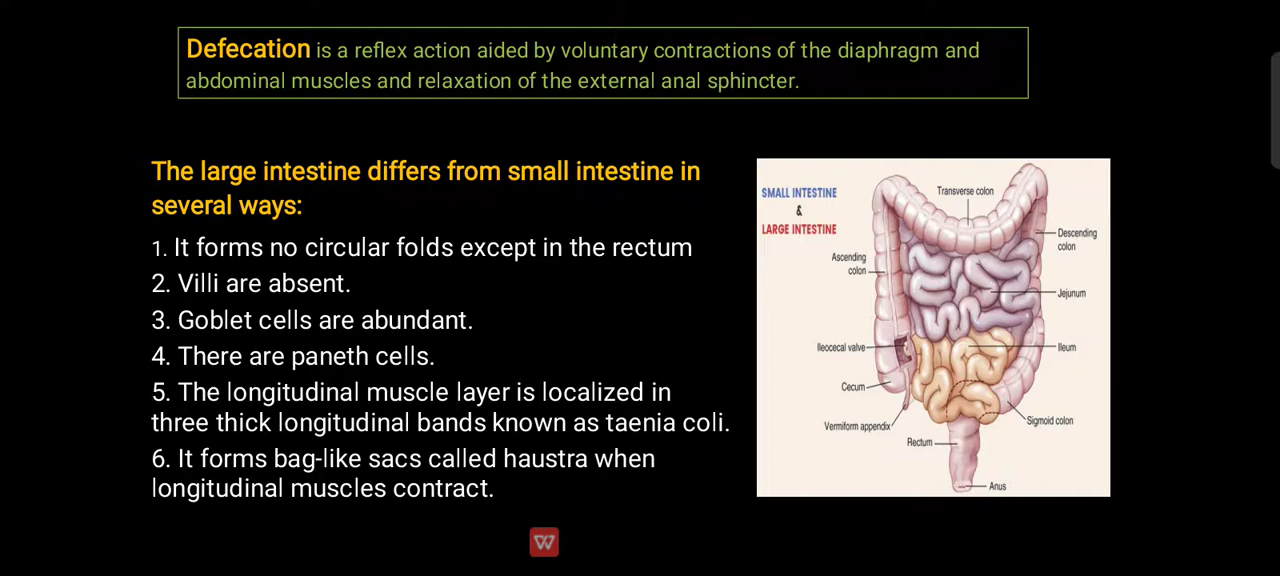 Defecation is a reflex action aided by voluntary contractions of the diaphragm and
abdominal muscles and relaxation of the external anal sphincter.
The large intestine differs from small intestine in
several ways:
1. It forms no circular folds except in the rectum
2. Villi are absent.
3. Goblet cells are abundant.
4. There are paneth cells.
5. The longitudinal muscle layer is localized in
three thick longitudinal bands known as taenia coli.
6. It forms bag-like sacs called haustra when
longitudinal muscles contract.
SMALL INTESTINE
&
LARGE INTESTINE
Transverse colon
Descending
colon
Ascending
colon
Jejunum
Ileocecal valve
Ileum
Cecum
Vermiform appendix
Sigmoid colon
Rectum
Anus
W